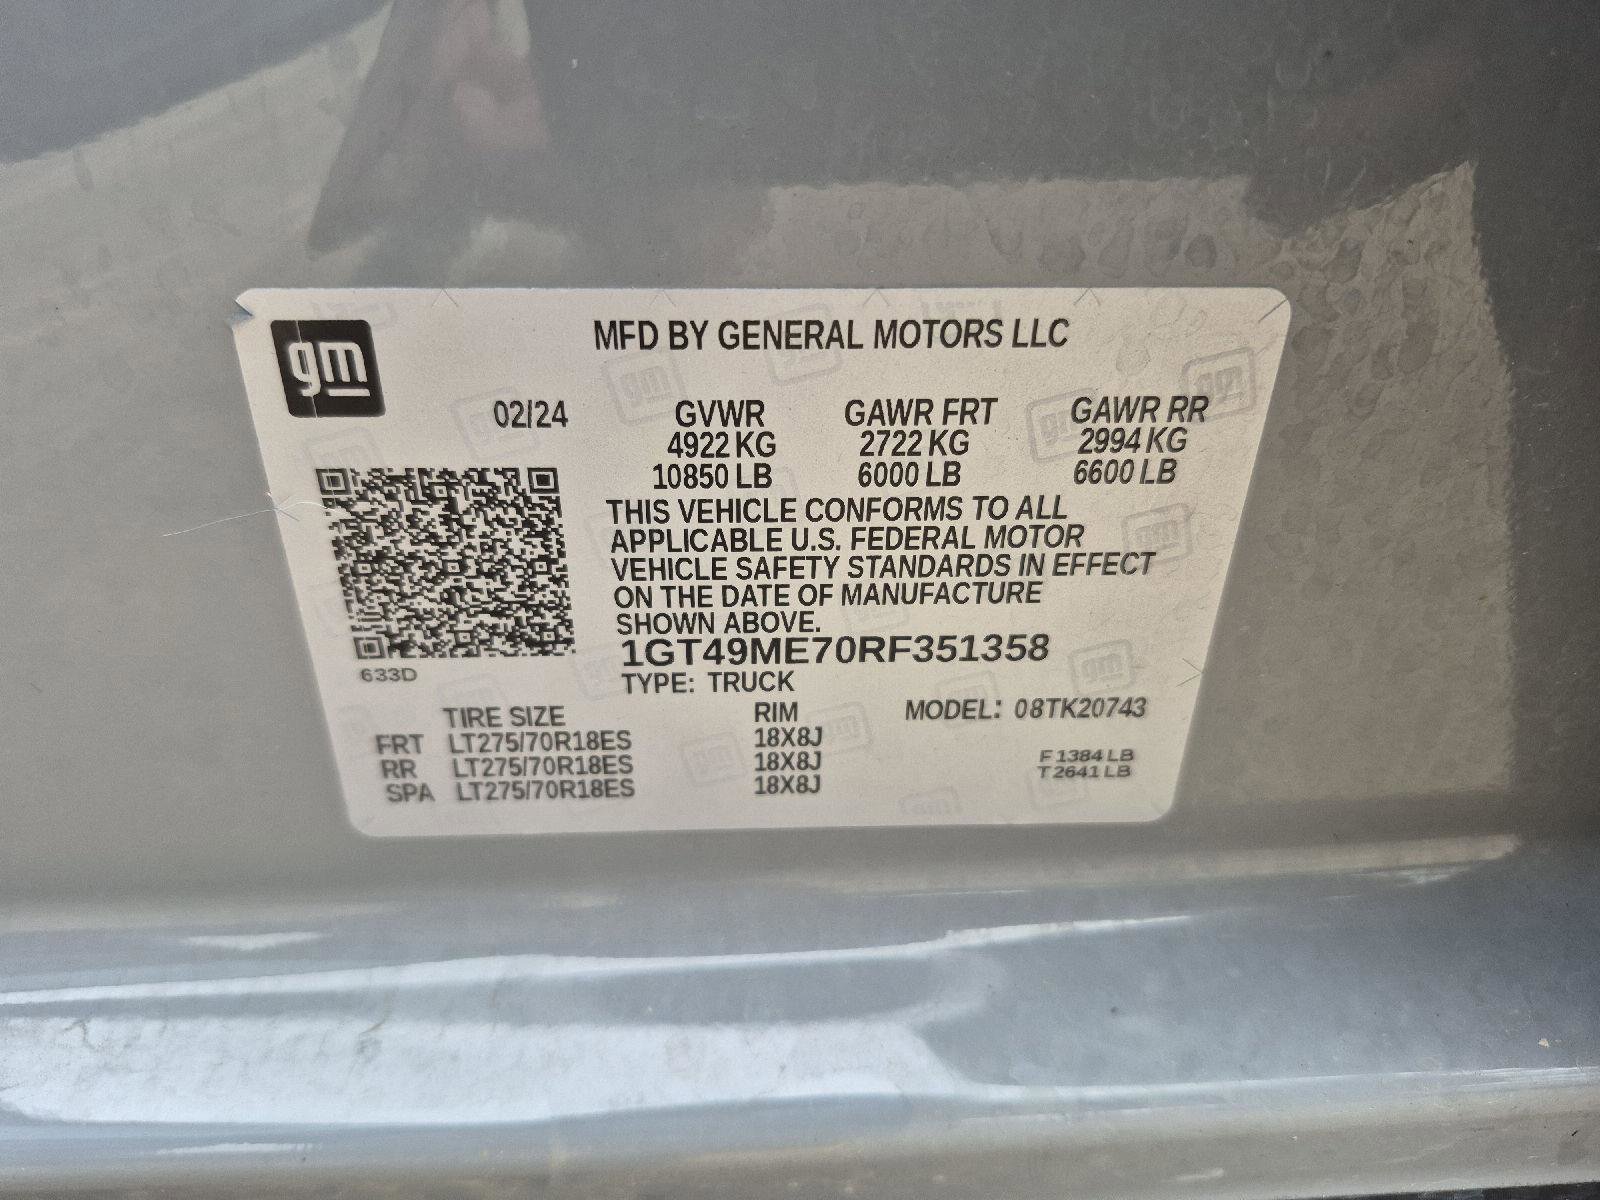 gm
MFD BY GENERAL MOTORS LLC
02/24 GVWR GAWR FRT GAWR RR
4922 KG 2722 KG 2994 KG
10850 LB 6000 LB 6600 LB
THIS VEHICLE CONFORMS TO ALL
APPLICABLE U.S. FEDERAL MOTOR
VEHICLE SAFETY STANDARDS IN EFFECT
ON THE DATE OF MANUFACTURE
SHOWN ABOVE.
1GT49ME70RF351358
633D
TYPE: TRUCK
TIRE SIZE RIM MODEL: 08TK20743
FRT LT275/70R18ES 18X8J
RR LT275/70R18ES 18X8J F 1384 LB
SPA LT275/70R18ES 18X8J T 2641 LB